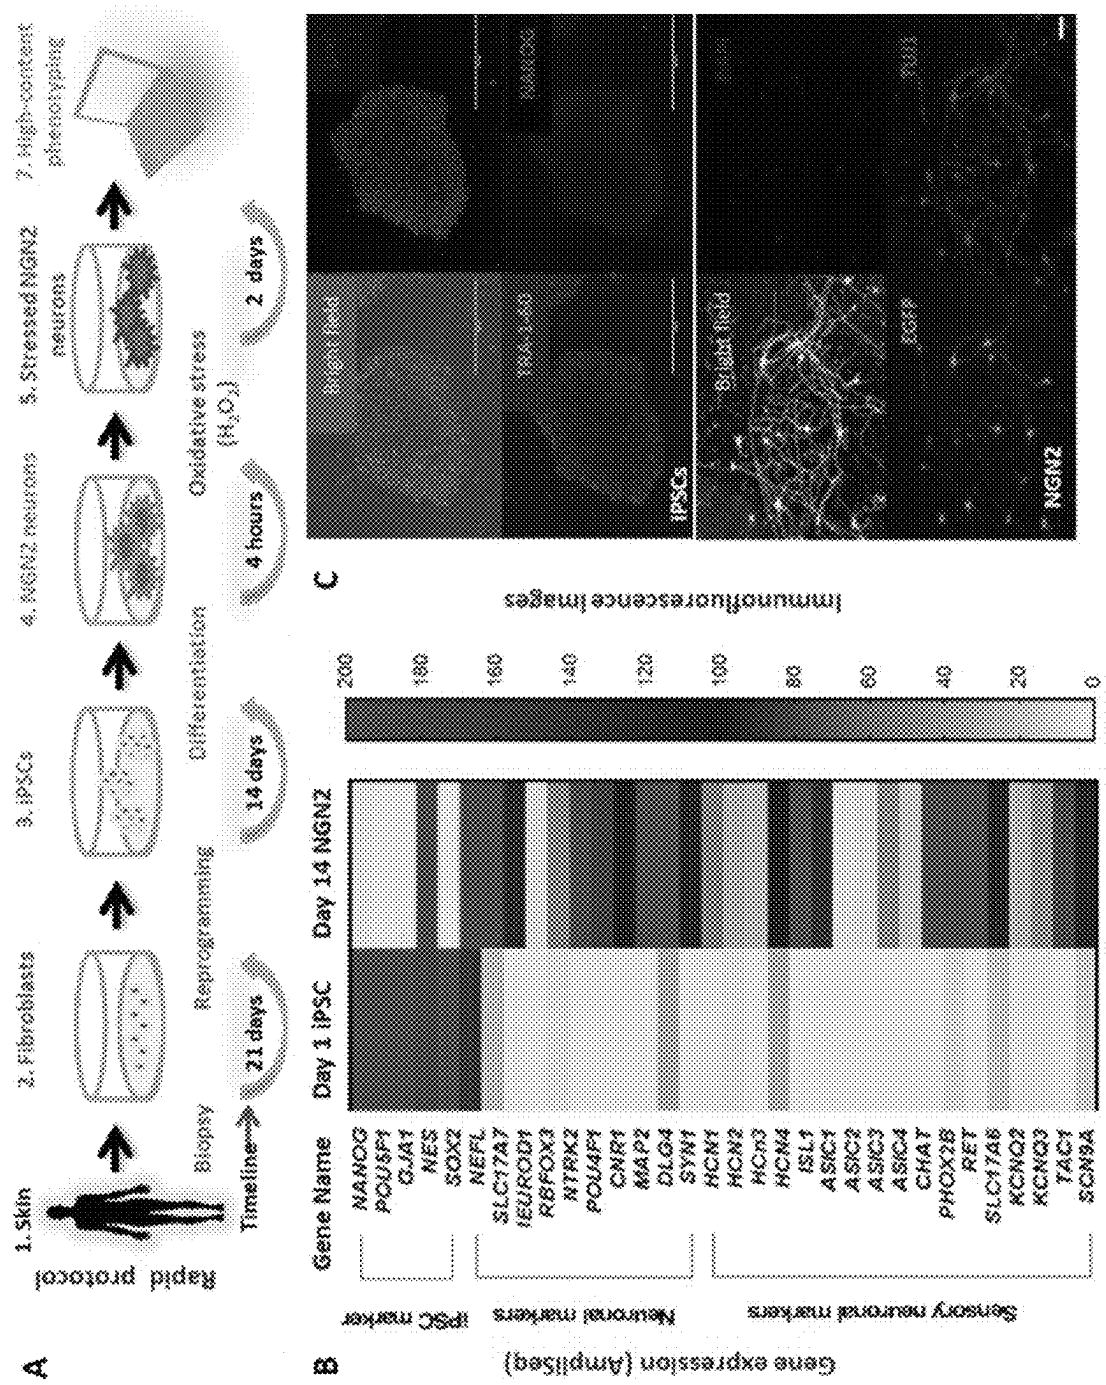 A
Rapid protocol
1. Skin
2. Fibroblasts
3. iPSCs
4. NGN2 neurons
5. Stressed NGN2
neurons
7. High-content
phenotyping
Biopsy
Reprogramming
Differentiation
Oxidative stress
(H2O2)
Timeline
21 days
14 days
4 hours
2 days
B
Gene expression (AmpliSeq)
iPSC marker
Neuronal markers
Sensory neuronal markers
Gene Name
Day 1 iPSC
Day 14 NGN2
NANOG
POU5F1
GJA1
NES
SOX2
NEFL
SLC17A7
IEUROD1
RBFOX3
NTRK2
POU4F1
CNR1
MAP2
DLG4
SYN1
HCN1
HCN2
HCn3
HCN4
ISL1
ASIC1
ASIC2
ASIC3
ASIC4
CHAT
PHOX2B
RET
SLC17A6
KCNQ2
KCNQ3
TAC1
SCN9A
200
180
160
140
120
100
80
60
40
20
0
C
Immunofluorescence Images
Bright field
TRA-1-60
NANOG
iPSCs
Bright field
EGFP
TUJ1
NGN2